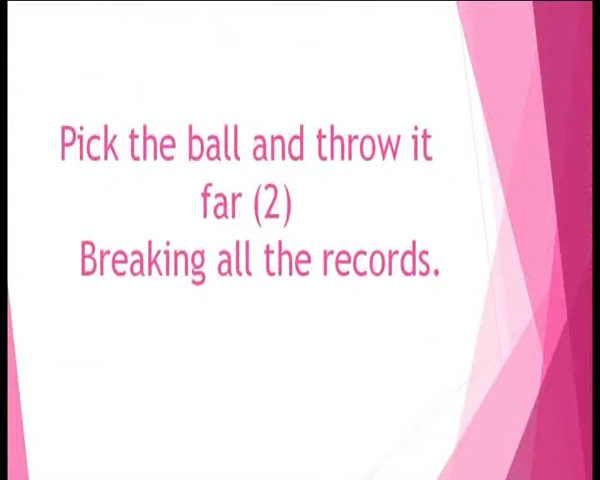 Pick the ball and throw it
far (2)
Breaking all the records.